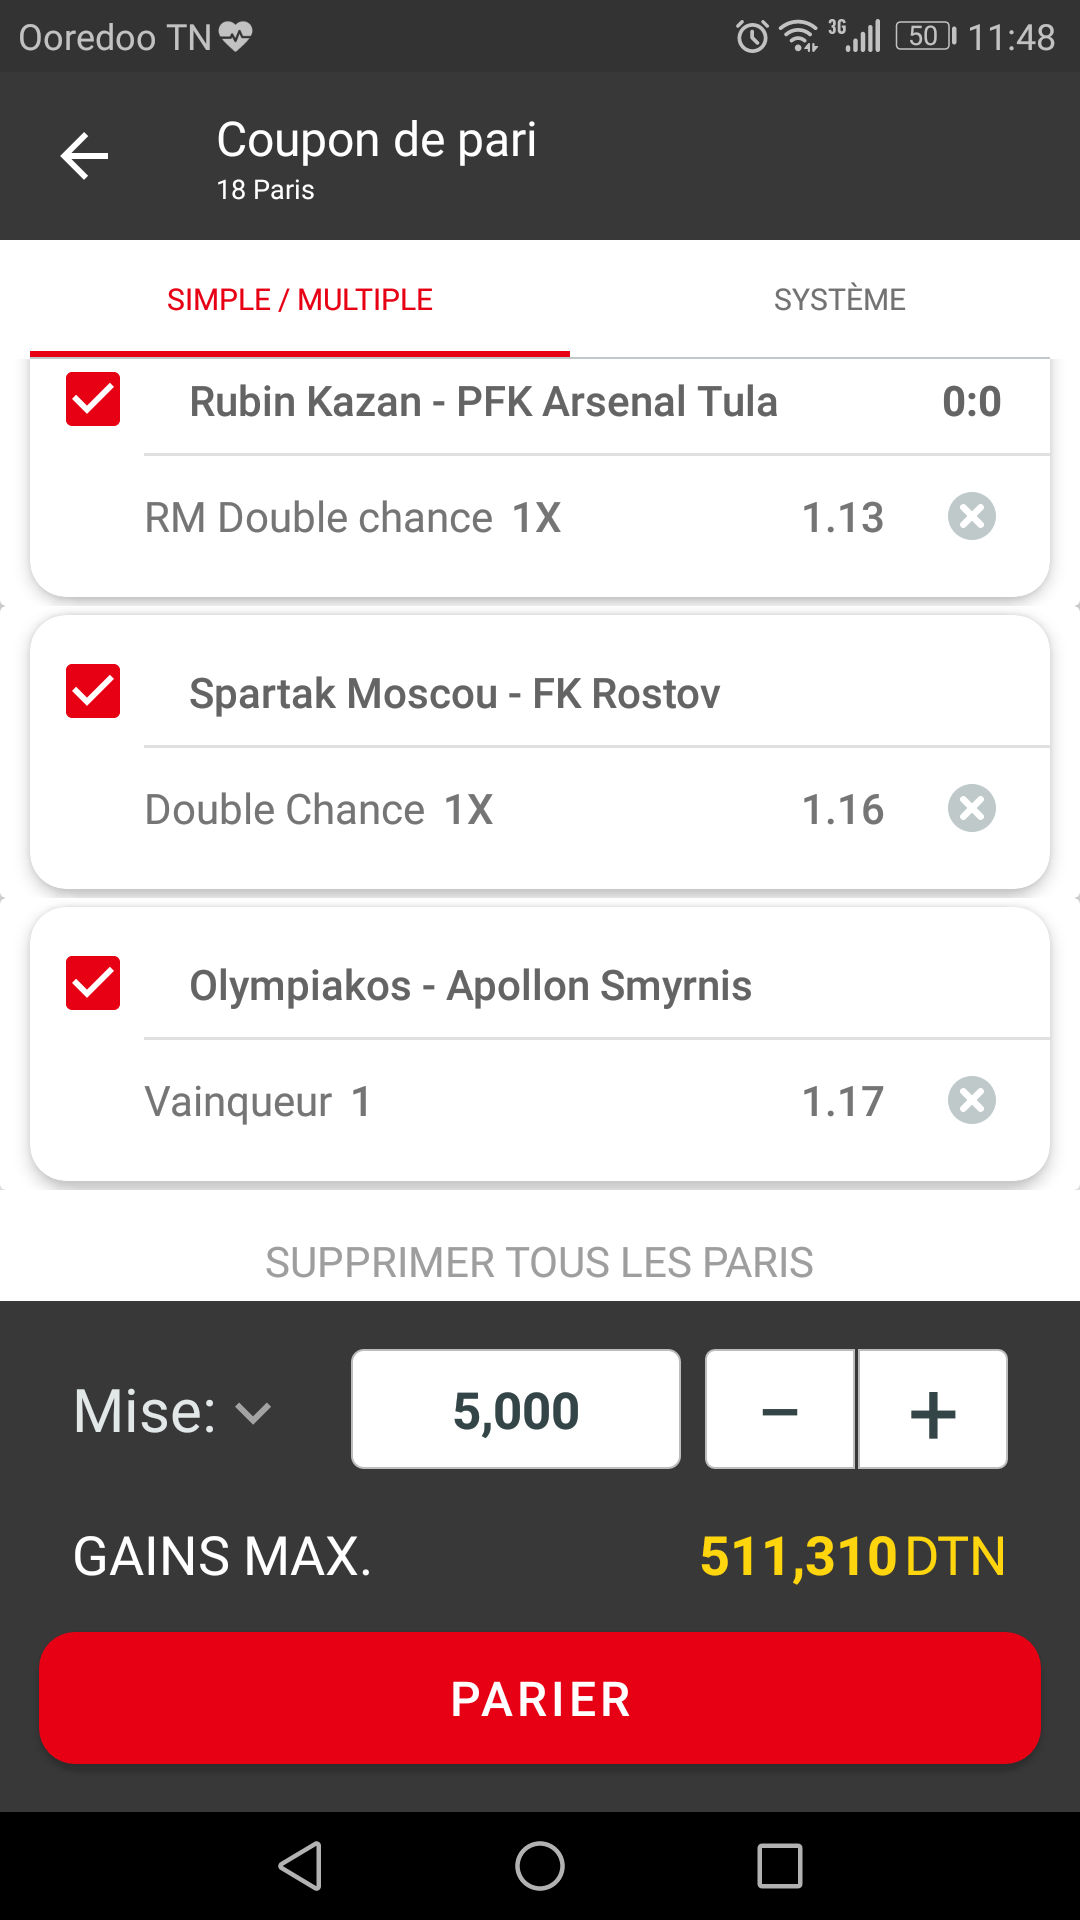 Ooredoo TN 3G 50 11:48
Coupon de pari
18 Paris
SIMPLE / MULTIPLE SYSTÈME
Rubin Kazan - PFK Arsenal Tula 0:0
RM Double chance 1X 1.13
Spartak Moscou - FK Rostov
Double Chance 1X 1.16
Olympiakos - Apollon Smyrnis
Vainqueur 1 1.17
SUPPRIMER TOUS LES PARIS
Mise: 5,000 − +
GAINS MAX. 511,310 DTN
PARIER